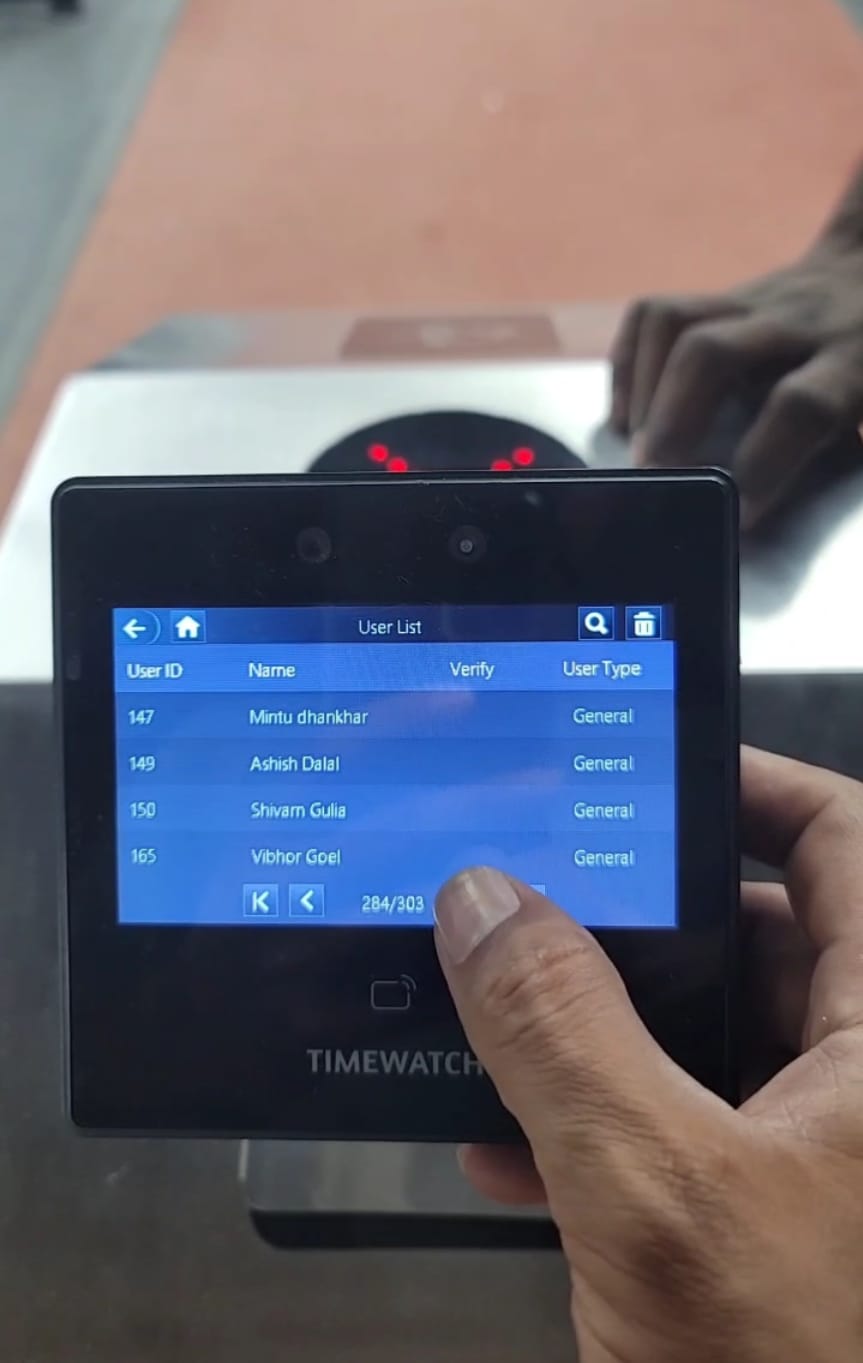 User List
User ID Name Verify User Type
147 Mintu dhankhar General
149 Ashish Dalal General
150 Shivam Gulia General
165 Vibhor Goel General
284/303
TIMEWATCH